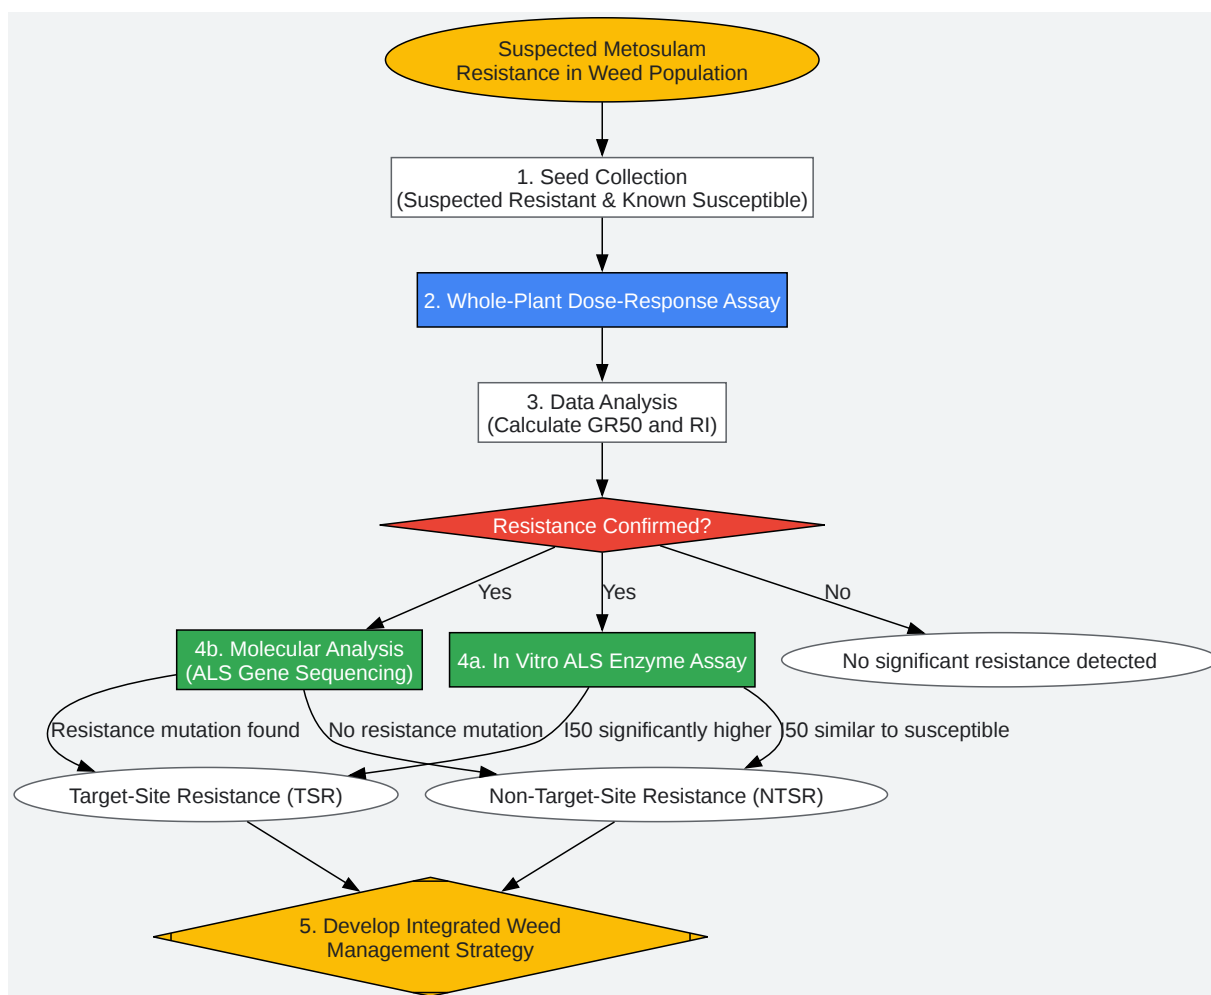 Suspected Metosulam
Resistance in Weed Population
1. Seed Collection
(Suspected Resistant & Known Susceptible)
2. Whole-Plant Dose-Response Assay
3. Data Analysis
(Calculate GR50 and RI)
Resistance Confirmed?
Yes
Yes
No
4b. Molecular Analysis
(ALS Gene Sequencing)
4a. In Vitro ALS Enzyme Assay
No significant resistance detected
Resistance mutation found
No resistance mutation
I50 significantly higher
I50 similar to susceptible
Target-Site Resistance (TSR)
Non-Target-Site Resistance (NTSR)
5. Develop Integrated Weed
Management Strategy